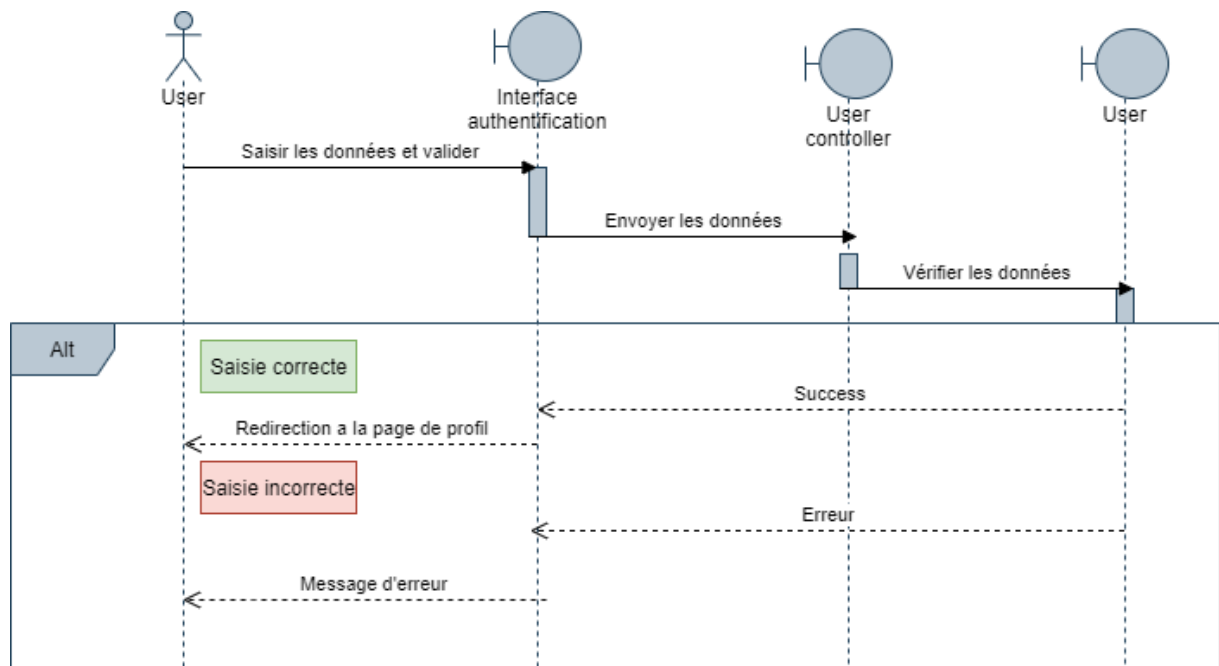 User
Interface
authentification
User
controller
User
Saisir les données et valider
Envoyer les données
Vérifier les données
Alt
Saisie correcte
Success
Redirection a la page de profil
Saisie incorrecte
Erreur
Message d'erreur